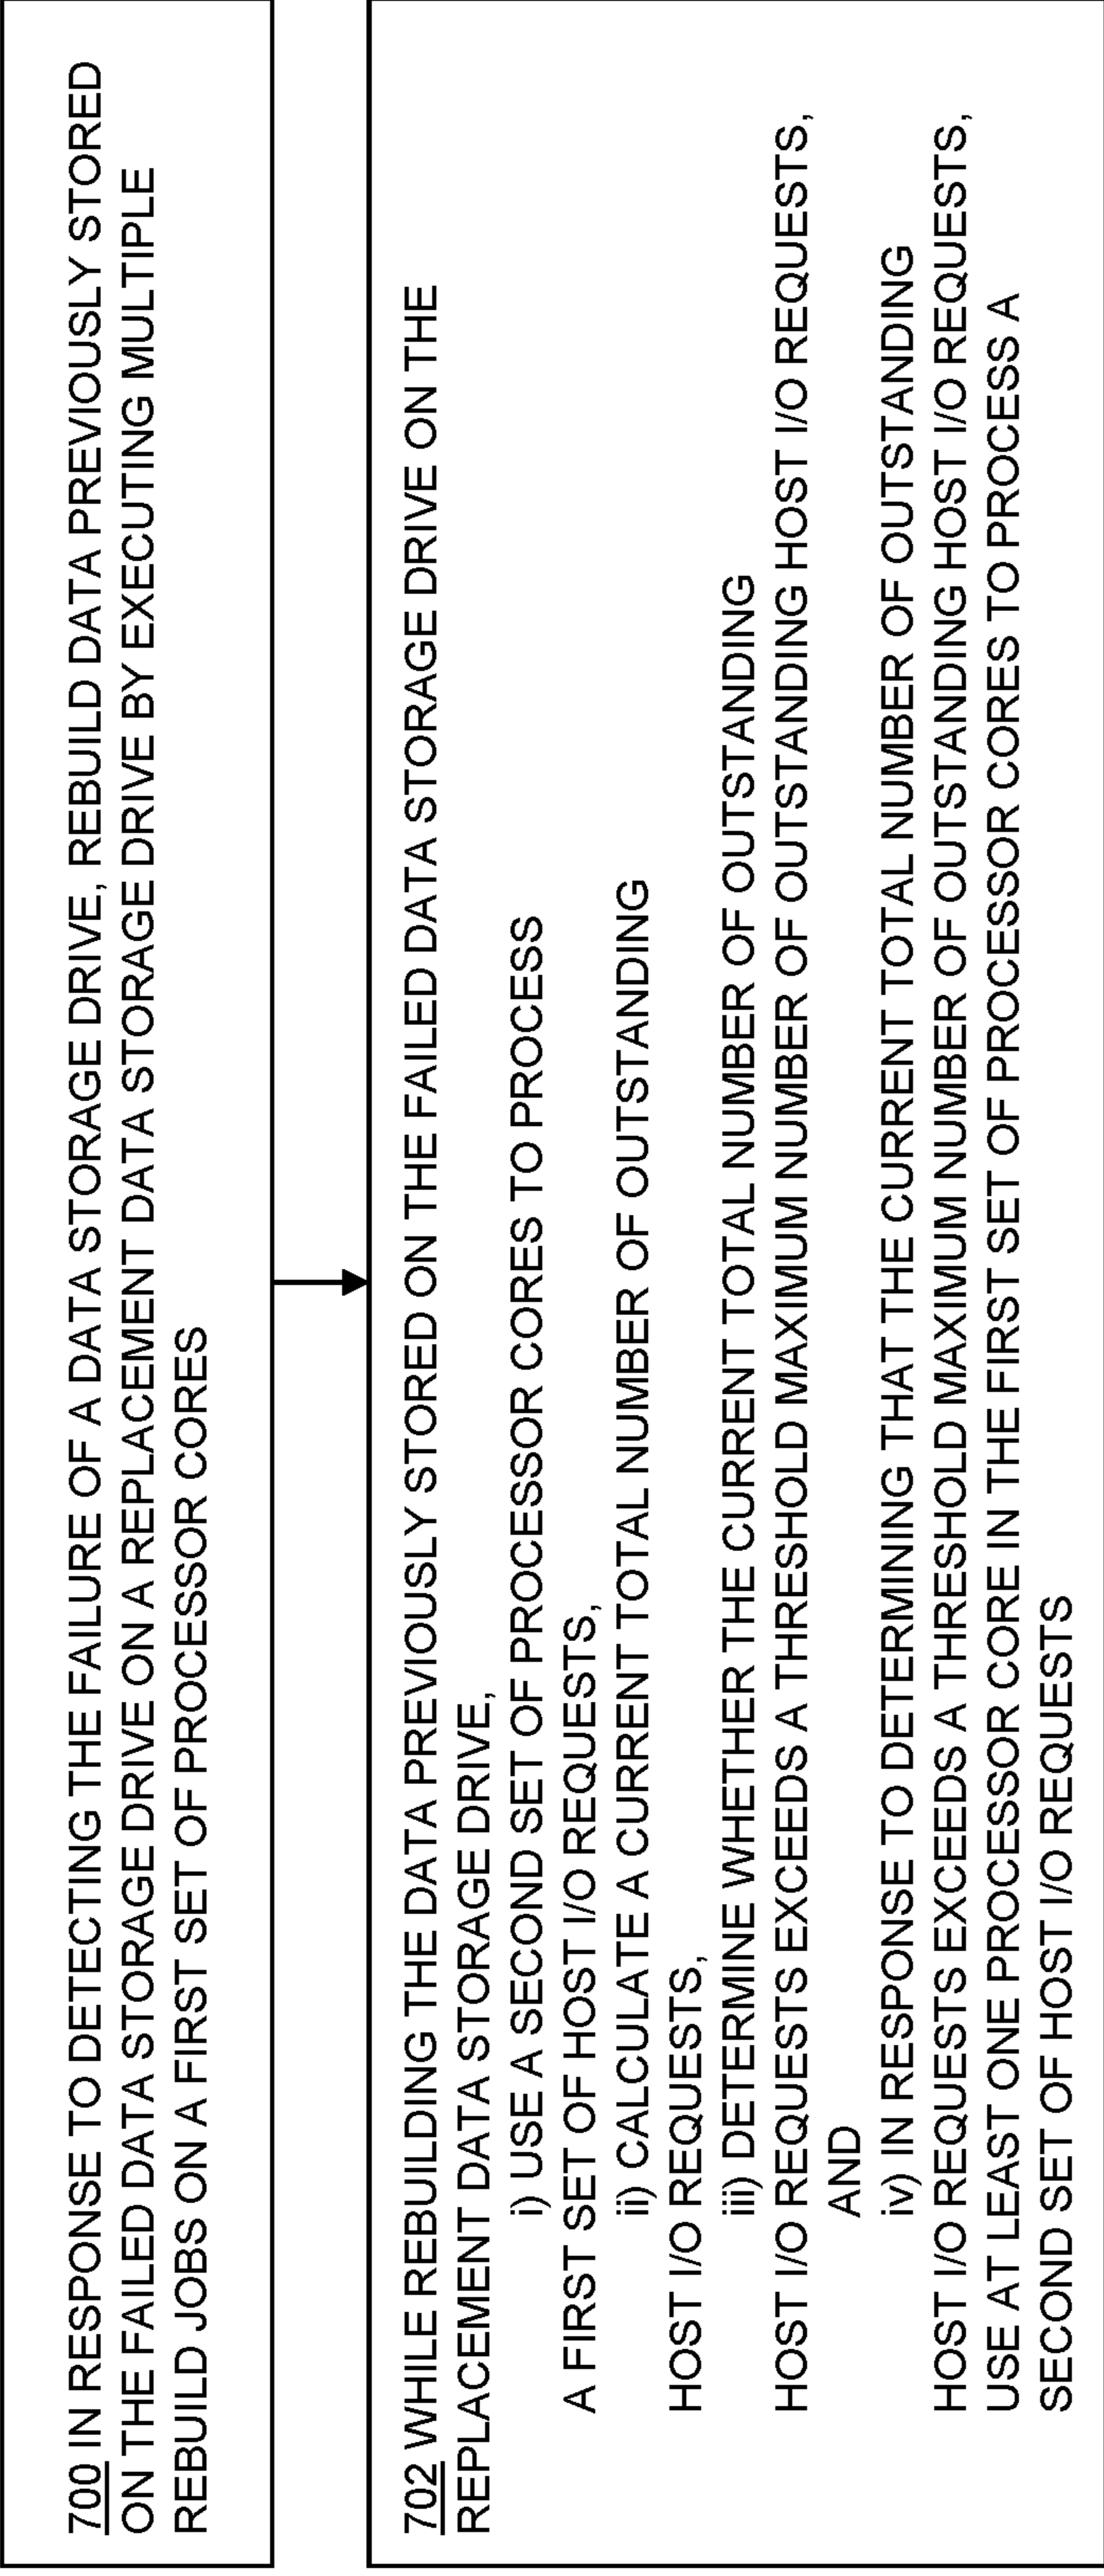 700 IN RESPONSE TO DETECTING THE FAILURE OF A DATA STORAGE DRIVE, REBUILD DATA PREVIOUSLY STORED
ON THE FAILED DATA STORAGE DRIVE ON A REPLACEMENT DATA STORAGE DRIVE BY EXECUTING MULTIPLE
REBUILD JOBS ON A FIRST SET OF PROCESSOR CORES
702 WHILE REBUILDING THE DATA PREVIOUSLY STORED ON THE FAILED DATA STORAGE DRIVE ON THE
REPLACEMENT DATA STORAGE DRIVE,
i) USE A SECOND SET OF PROCESSOR CORES TO PROCESS
A FIRST SET OF HOST I/O REQUESTS,
ii) CALCULATE A CURRENT TOTAL NUMBER OF OUTSTANDING
HOST I/O REQUESTS,
iii) DETERMINE WHETHER THE CURRENT TOTAL NUMBER OF OUTSTANDING
HOST I/O REQUESTS EXCEEDS A THRESHOLD MAXIMUM NUMBER OF OUTSTANDING HOST I/O REQUESTS,
AND
iv) IN RESPONSE TO DETERMINING THAT THE CURRENT TOTAL NUMBER OF OUTSTANDING
HOST I/O REQUESTS EXCEEDS A THRESHOLD MAXIMUM NUMBER OF OUTSTANDING HOST I/O REQUESTS,
USE AT LEAST ONE PROCESSOR CORE IN THE FIRST SET OF PROCESSOR CORES TO PROCESS A
SECOND SET OF HOST I/O REQUESTS